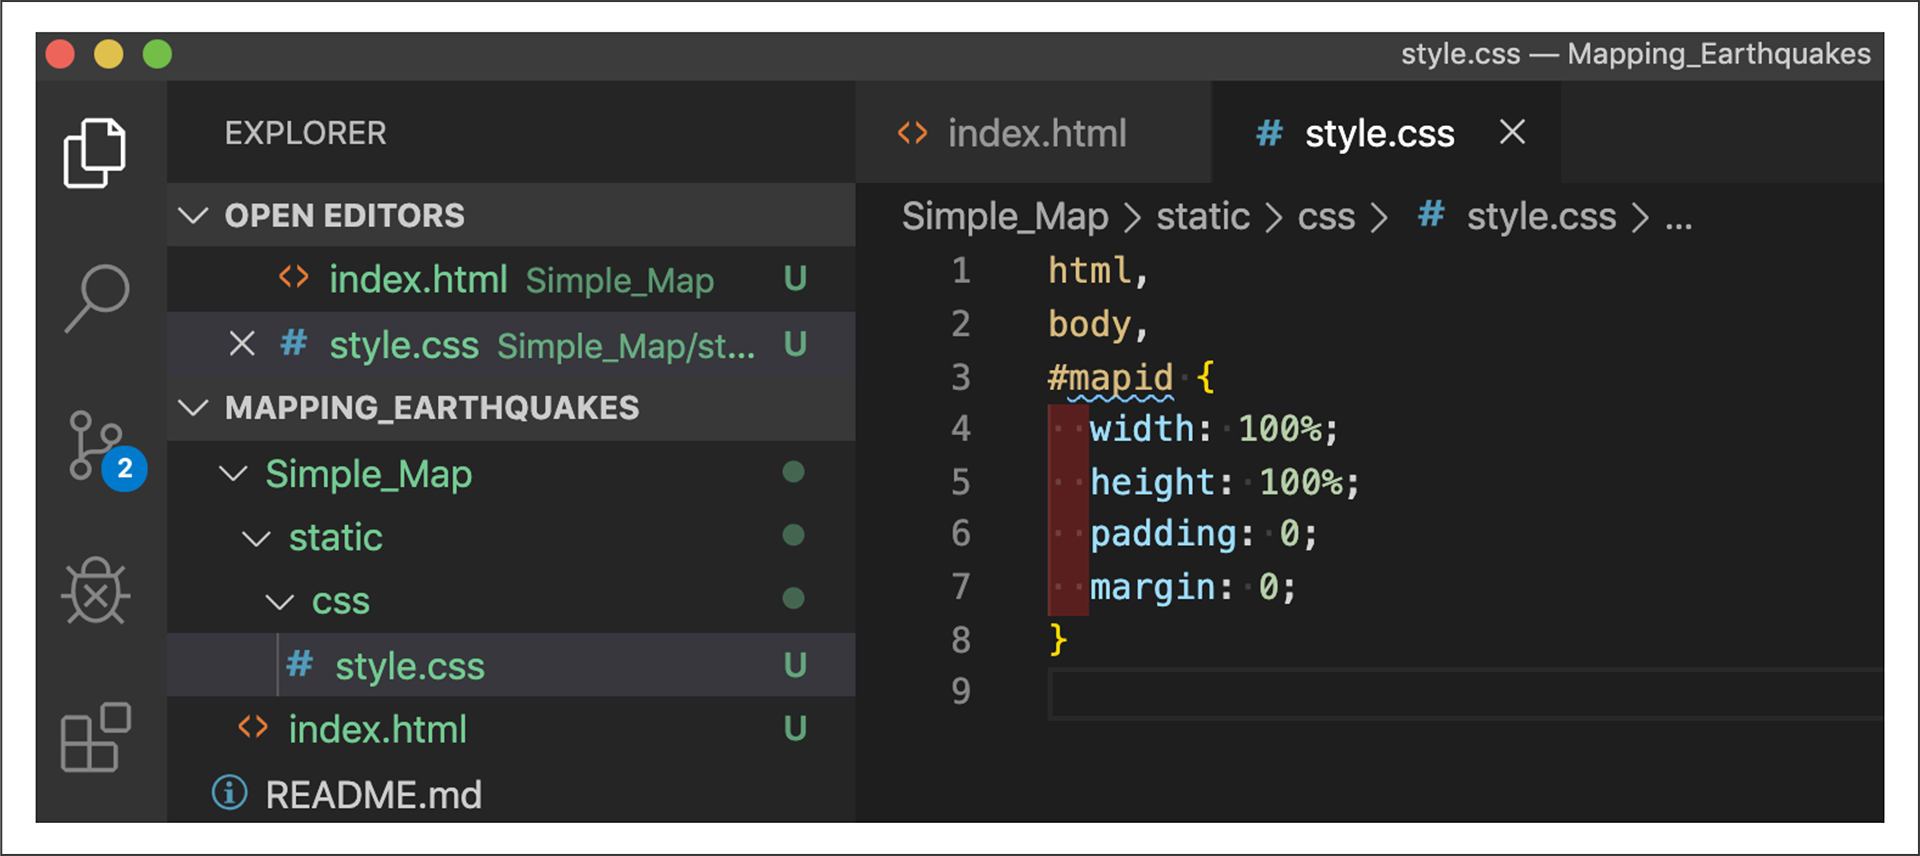 style.css — Mapping_Earthquakes
EXPLORER
OPEN EDITORS
index.html Simple_Map U
style.css Simple_Map/st... U
MAPPING_EARTHQUAKES
Simple_Map
static
css
# style.css U
index.html U
README.md
2
index.html # style.css
Simple_Map > static > css > # style.css > ...
1 html,
2 body,
3 #mapid {
4 width: 100%;
5 height: 100%;
6 padding: 0;
7 margin: 0;
8 }
9